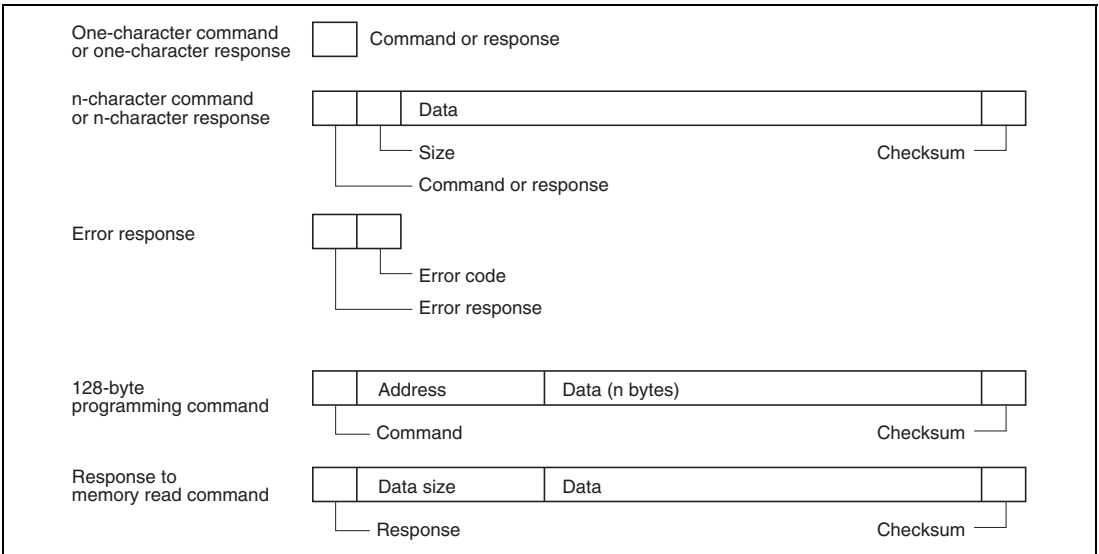 One-character command
or one-character response
Command or response
n-character command
or n-character response
Data
Size
Checksum
Command or response
Error response
Error code
Error response
128-byte
programming command
Address
Data (n bytes)
Command
Checksum
Response to
memory read command
Data size
Data
Response
Checksum